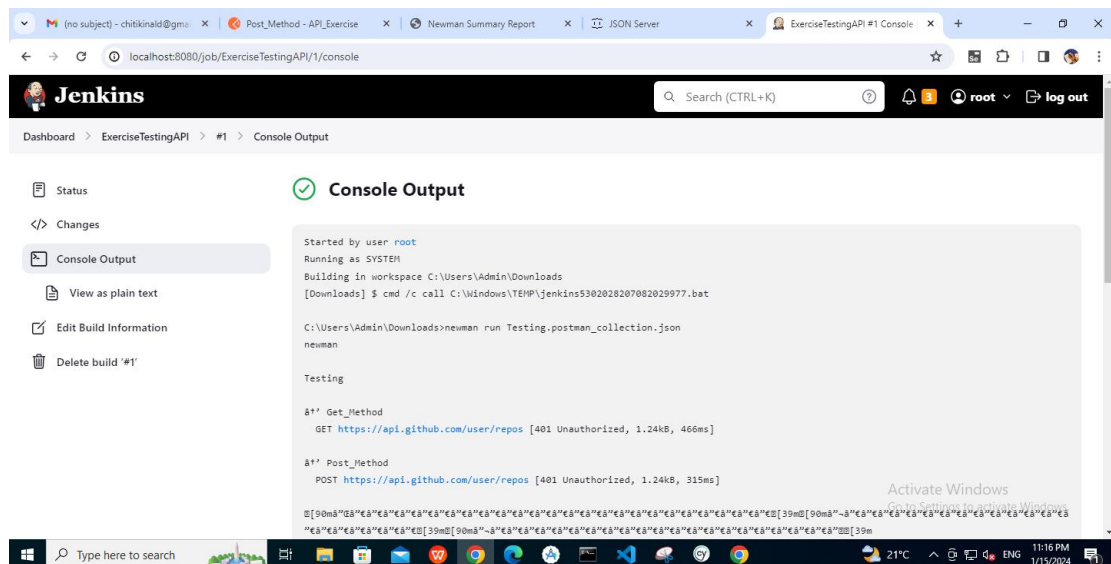 (no subject) - chitikinald@gma
Post_Method - API_Exercise
Newman Summary Report
JSON Server
ExerciseTestingAPI #1 Console
localhost:8080/job/ExerciseTestingAPI/1/console
Jenkins
Search (CTRL+K)
3
root
log out
Dashboard > ExerciseTestingAPI > #1 > Console Output
Status
Changes
Console Output
View as plain text
Edit Build Information
Delete build '#1'
Console Output
Started by user root
Running as SYSTEM
Building in workspace C:\Users\Admin\Downloads
[Downloads] $ cmd /c call C:\Windows\TEMP\jenkins5302028207082029977.bat
C:\Users\Admin\Downloads>newman run Testing.postman_collection.json
newman
Testing
â†’ Get_Method
GET https://api.github.com/user/repos [401 Unauthorized, 1.24kB, 466ms]
â†’ Post_Method
POST https://api.github.com/user/repos [401 Unauthorized, 1.24kB, 315ms]
Activate Windows
Go to Settings to activate Windows.
Type here to search
21°C
ENG
11:16 PM
1/15/2024